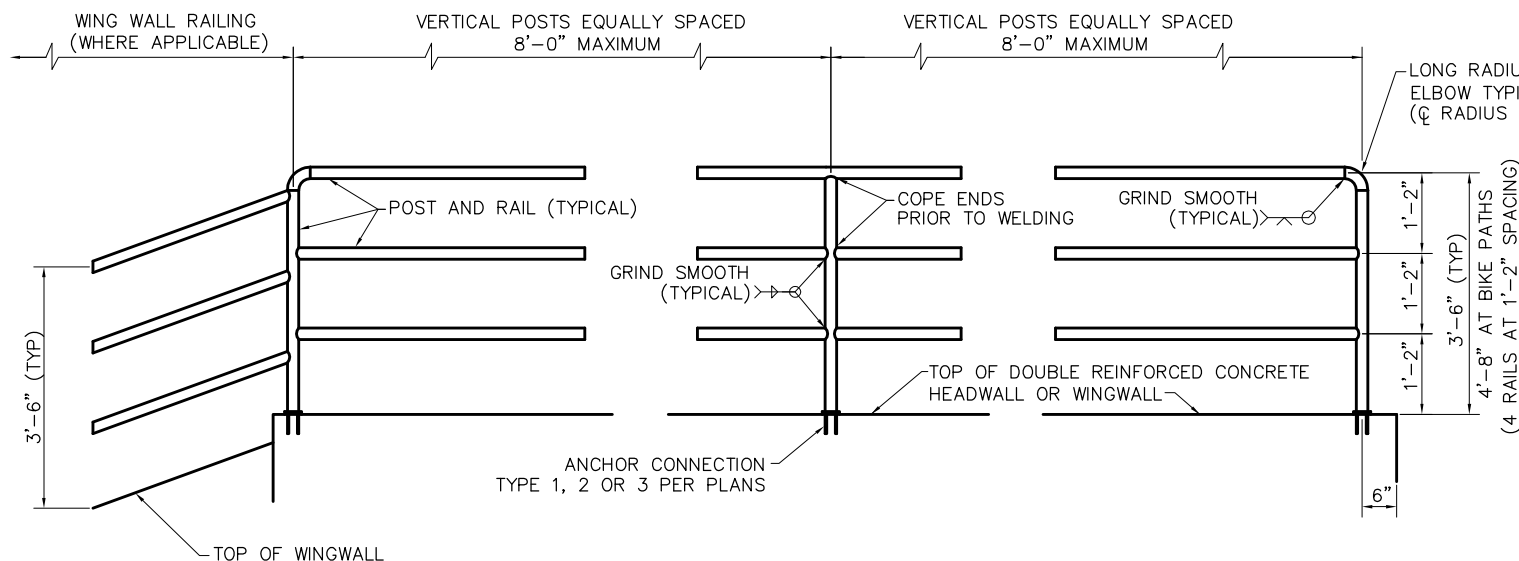 WING WALL RAILING
(WHERE APPLICABLE)
VERTICAL POSTS EQUALLY SPACED
8'-0" MAXIMUM
VERTICAL POSTS EQUALLY SPACED
8'-0" MAXIMUM
LONG
ELBOW
(℄ RADIUS
POST AND RAIL (TYPICAL)
COPE ENDS
PRIOR TO WELDING
GRIND SMOOTH
(TYPICAL)
GRIND SMOOTH
(TYPICAL)
1'-2"
1'-2"
1'-2"
3'-6" (TYP)
4'-8" AT BIKE PATHS
(4 RAILS AT 1'-2" SPACING)
3'-6" (TYP)
TOP OF DOUBLE REINFORCED CONCRETE
HEADWALL OR WINGWALL
ANCHOR CONNECTION
TYPE 1, 2 OR 3 PER PLANS
6"
TOP OF WINGWALL